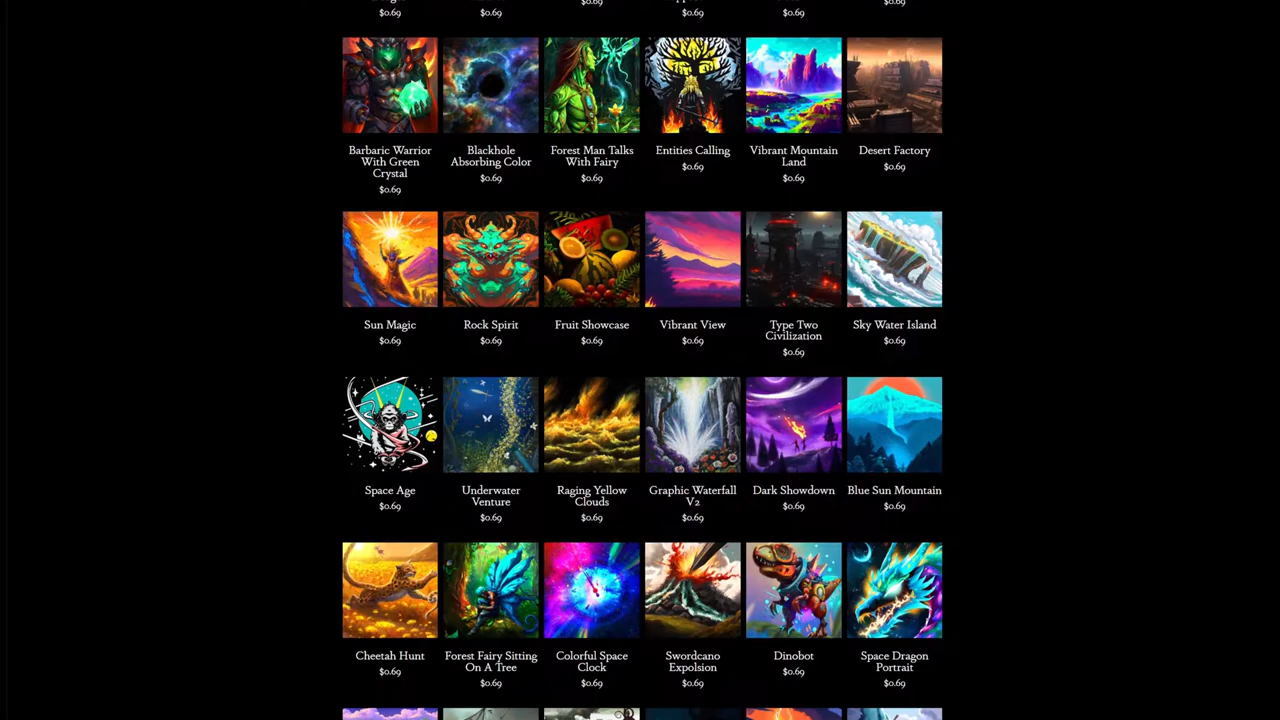 $0.69 $0.69 $0.69 $0.69 $0.69 $0.69
Barbaric Warrior
With Green
Crystal
$0.69
Blackhole
Absorbing Color
$0.69
Forest Man Talks
With Fairy
$0.69
Entities Calling
$0.69
Vibrant Mountain
Land
$0.69
Desert Factory
$0.69
Sun Magic
$0.69
Rock Spirit
$0.69
Fruit Showcase
$0.69
Vibrant View
$0.69
Type Two
Civilization
$0.69
Sky Water Island
$0.69
Space Age
$0.69
Underwater
Venture
$0.69
Raging Yellow
Clouds
$0.69
Graphic Waterfall
V2
$0.69
Dark Showdown
$0.69
Blue Sun Mountain
$0.69
Cheetah Hunt
$0.69
Forest Fairy Sitting
On A Tree
$0.69
Colorful Space
Clock
$0.69
Swordcano
Expolsion
$0.69
Dinobot
$0.69
Space Dragon
Portrait
$0.69